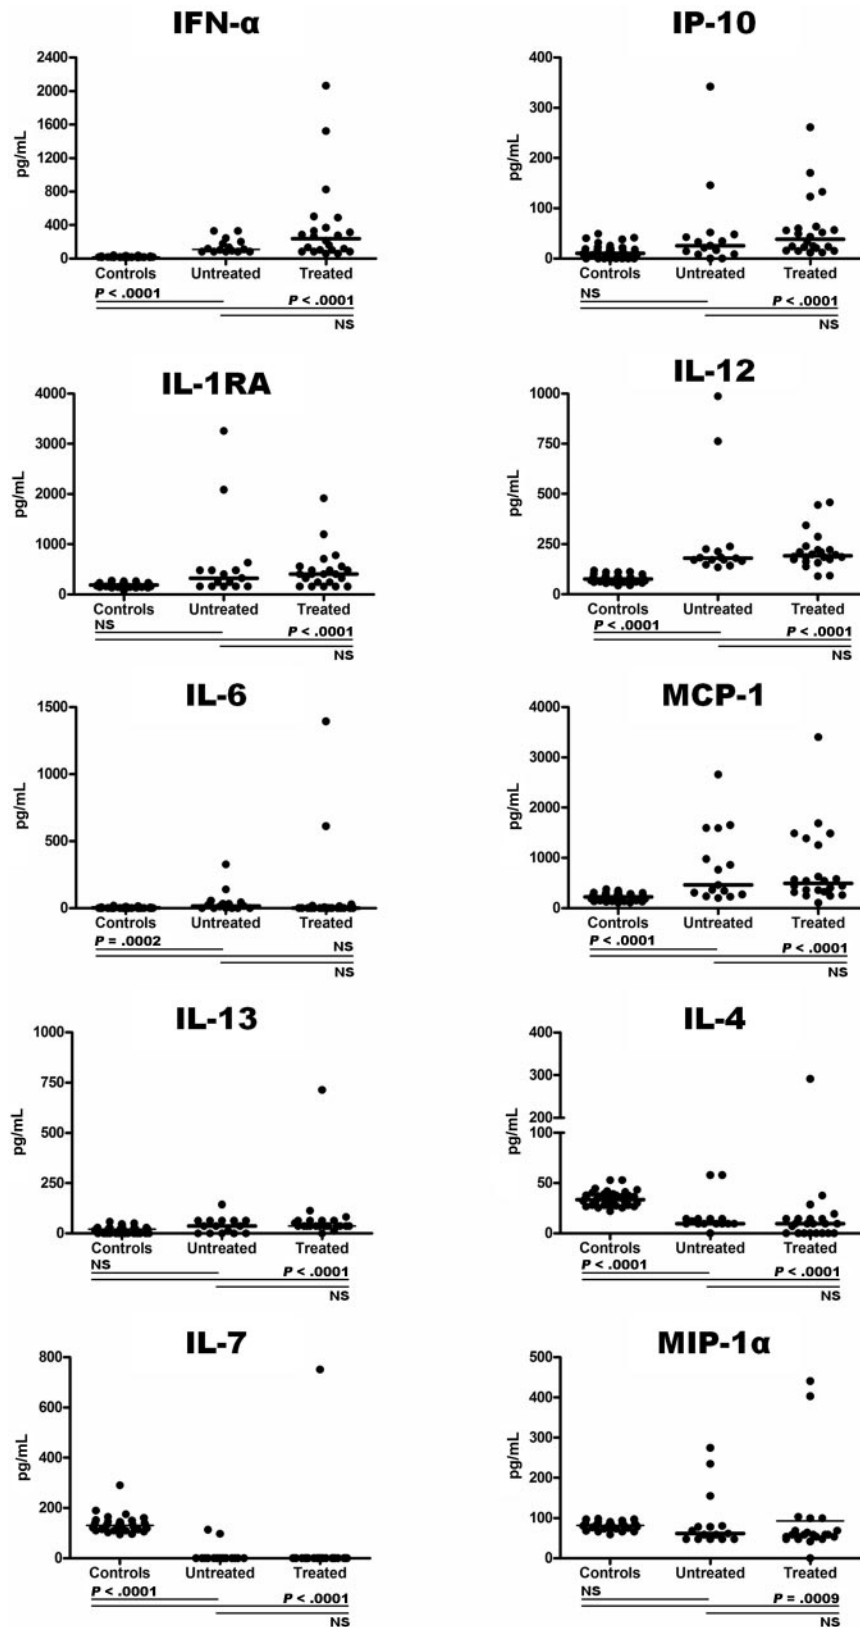 IFN-α
pg/mL
2400
2000
1600
1200
800
400
0
Controls Untreated Treated
P < .0001 P < .0001
NS
IP-10
pg/mL
400
300
200
100
0
Controls Untreated Treated
NS P < .0001
NS
IL-1RA
pg/mL
4000
3000
2000
1000
0
Controls Untreated Treated
NS P < .0001
NS
IL-12
pg/mL
1000
750
500
250
0
Controls Untreated Treated
P < .0001 P < .0001
NS
IL-6
pg/mL
1500
1000
500
0
Controls Untreated Treated
P = .0002 NS
NS
MCP-1
pg/mL
4000
3000
2000
1000
0
Controls Untreated Treated
P < .0001 P < .0001
NS
IL-13
pg/mL
1000
750
500
250
0
Controls Untreated Treated
NS P < .0001
NS
IL-4
pg/mL
400
300
200
100
50
0
Controls Untreated Treated
P < .0001 P < .0001
NS
IL-7
pg/mL
800
600
400
200
0
Controls Untreated Treated
P < .0001 P < .0001
NS
MIP-1α
pg/mL
500
400
300
200
100
0
Controls Untreated Treated
NS P = .0009
NS